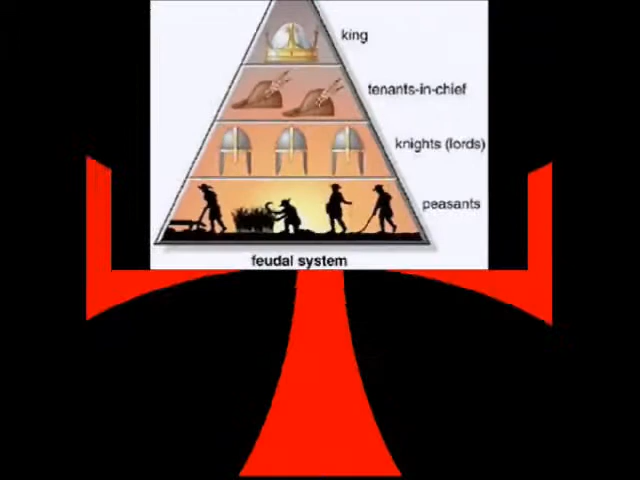 king
tenants-in-chief
knights (lords)
peasants
feudal system